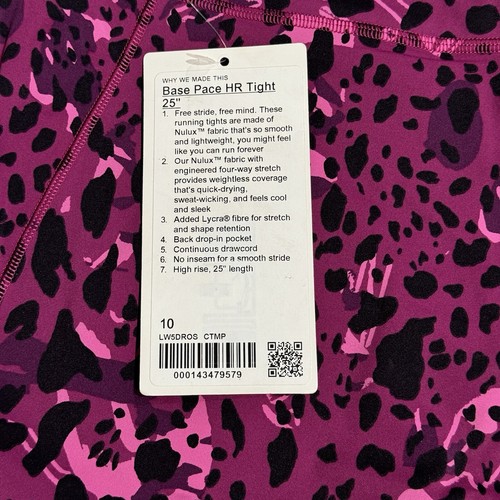 WHY WE MADE THIS
Base Pace HR Tight
25"
1. Free stride, free mind. These
running tights are made of
Nulux™ fabric that's so smooth
and lightweight, you might feel
like you can run forever
2. Our Nulux™ fabric with
engineered four-way stretch
provides weightless coverage
that's quick-drying,
sweat-wicking, and feels cool
and sleek
3. Added Lycra® fibre for stretch
and shape retention
4. Back drop-in pocket
5. Continuous drawcord
6. No inseam for a smooth stride
7. High rise, 25" length
10
LW5DROS CTMP
000143479579